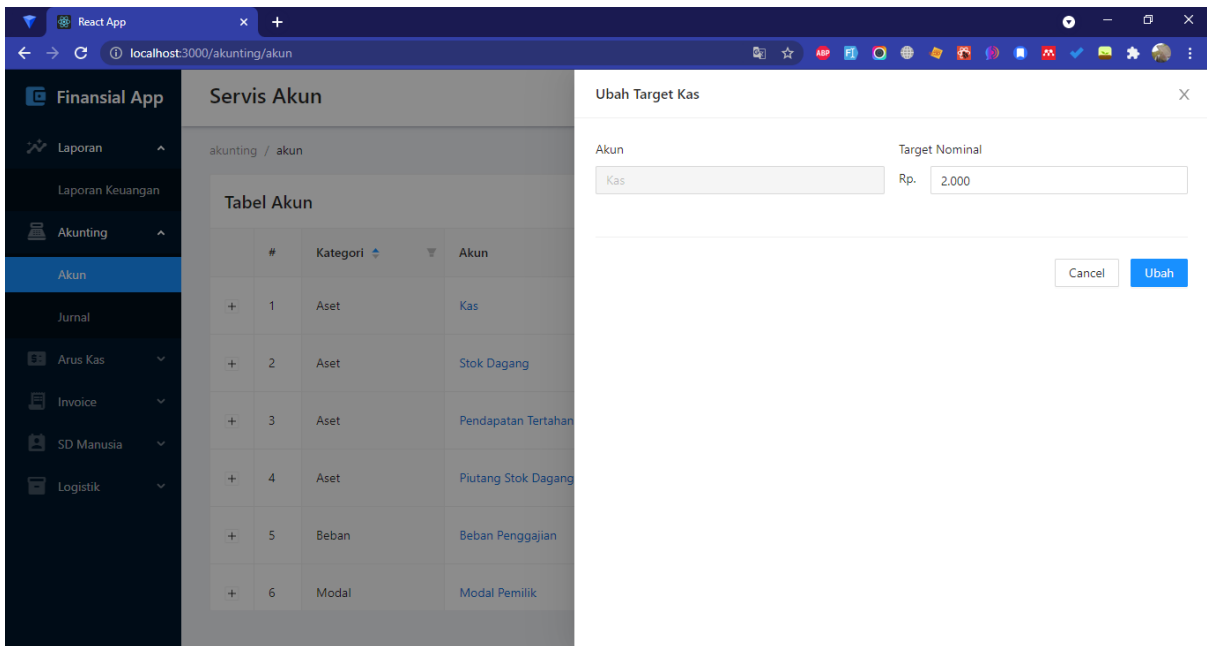 React App
localhost:3000/akunting/akun
ABP
Finansial App
Laporan
Laporan Keuangan
Akunting
Akun
Jurnal
Arus Kas
Invoice
SD Manusia
Logistik
Servis Akun
akunting / akun
Tabel Akun
# Kategori Akun
1 Aset Kas
2 Aset Stok Dagang
3 Aset Pendapatan Tertahan
4 Aset Piutang Stok Dagang
5 Beban Beban Penggajian
6 Modal Modal Pemilik
Ubah Target Kas
Akun
Kas
Target Nominal
Rp. 2.000
Cancel Ubah